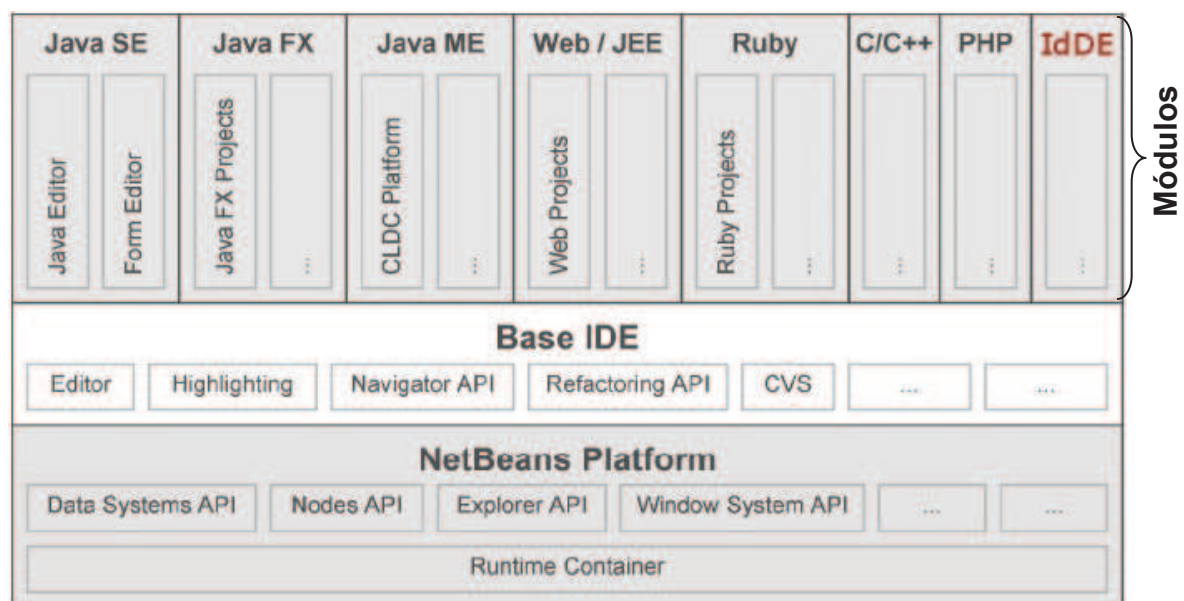 Java SE Java FX Java ME Web / JEE Ruby C/C++ PHP IdDE
Java Editor
Form Editor
Java FX Projects
...
CLDC Platform
...
Web Projects
...
Ruby Projects
...
...
...
...
Módulos
Base IDE
Editor Highlighting Navigator API Refactoring API CVS ... ...
NetBeans Platform
Data Systems API Nodes API Explorer API Window System API ... ...
Runtime Container